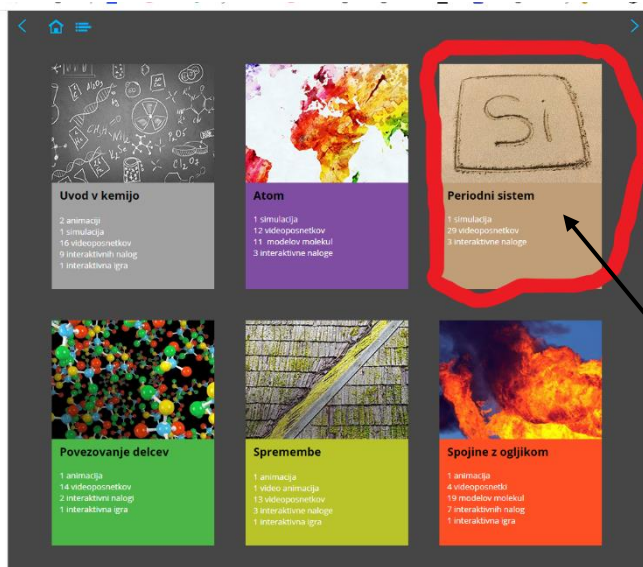 Si
Uvod v kemijo
2 animaciji
1 simulacija
16 videoposnetkov
9 interaktivnih nalog
1 interaktivna igra
Atom
1 simulacija
12 videoposnetkov
11 modelov molekul
3 interaktivne naloge
Periodni sistem
1 simulacija
29 videoposnetkov
3 interaktivne naloge
Povezovanje delcev
1 animacija
14 videoposnetkov
2 interaktivni nalogi
1 interaktivna igra
Spremembe
1 animacija
1 video animacija
13 videoposnetkov
3 interaktivne naloge
1 interaktivna igra
Spojine z ogljikom
1 animacija
4 videoposnetki
19 modelov molekul
7 interaktivnih nalog
1 interaktivna igra